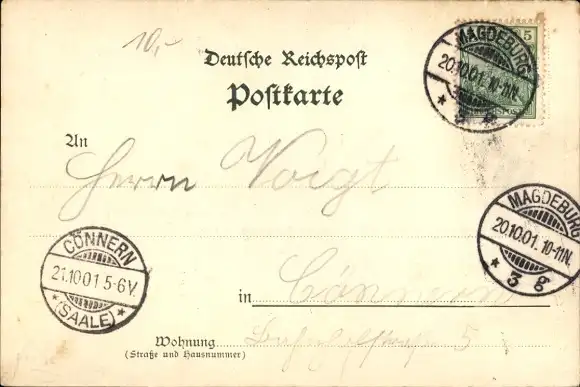 10,-
5
Deutsche Reichspost
Postkarte
MAGDEBURG
20.10.01. 10-11N.
An
Herrn Voigt
MAGDEBURG
20.10.01. 10-11N.
* 3 g
CÖNNERN
21.10.01 5-6V.
*(SAALE)*
in Cönnern
Wohnung
(Straße und Hausnummer)
5